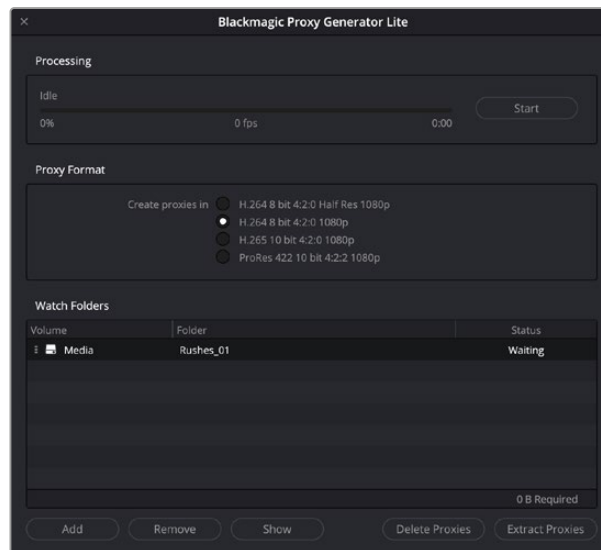 Blackmagic Proxy Generator Lite
Processing
Idle
0% 0 fps 0:00
Start
Proxy Format
Create proxies in H.264 8 bit 4:2:0 Half Res 1080p
H.264 8 bit 4:2:0 1080p
H.265 10 bit 4:2:0 1080p
ProRes 422 10 bit 4:2:2 1080p
Watch Folders
Volume Folder Status
Media Rushes_01 Waiting
0 B Required
Add Remove Show Delete Proxies Extract Proxies